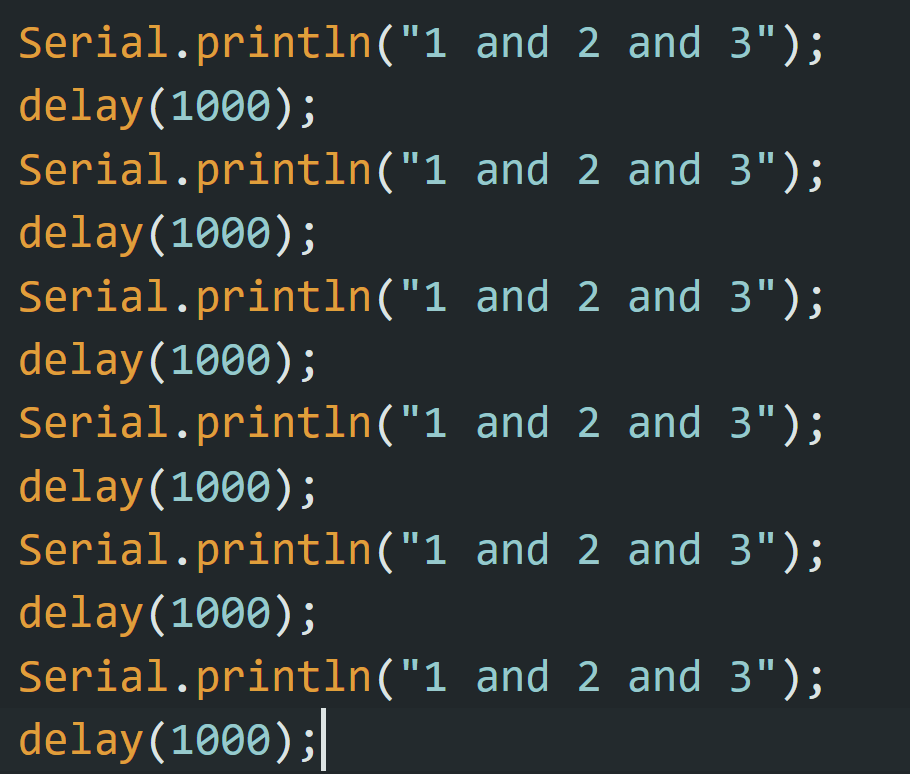 Serial.println("1 and 2 and 3");
delay(1000);
Serial.println("1 and 2 and 3");
delay(1000);
Serial.println("1 and 2 and 3");
delay(1000);
Serial.println("1 and 2 and 3");
delay(1000);
Serial.println("1 and 2 and 3");
delay(1000);
Serial.println("1 and 2 and 3");
delay(1000);